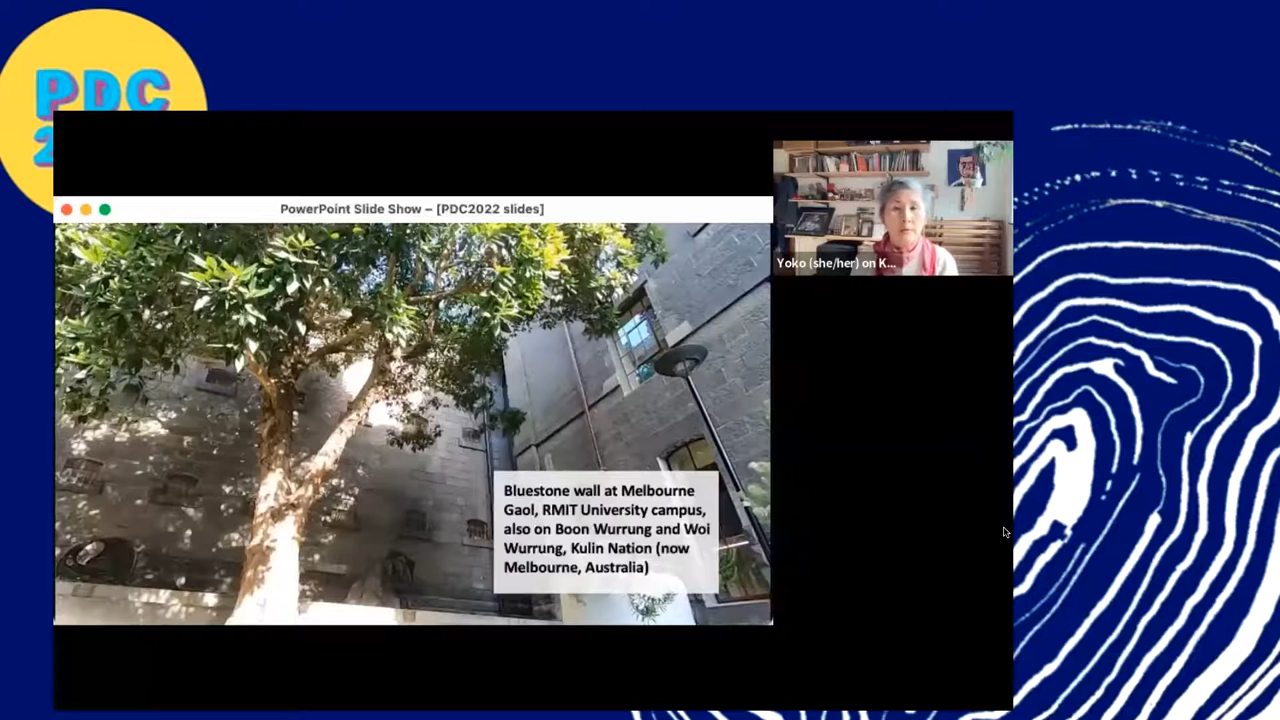 PDC
2
PowerPoint Slide Show – [PDC2022 slides]
Yoko (she/her) on K...
Bluestone wall at Melbourne
Gaol, RMIT University campus,
also on Boon Wurrung and Woi
Wurrung, Kulin Nation (now
Melbourne, Australia)